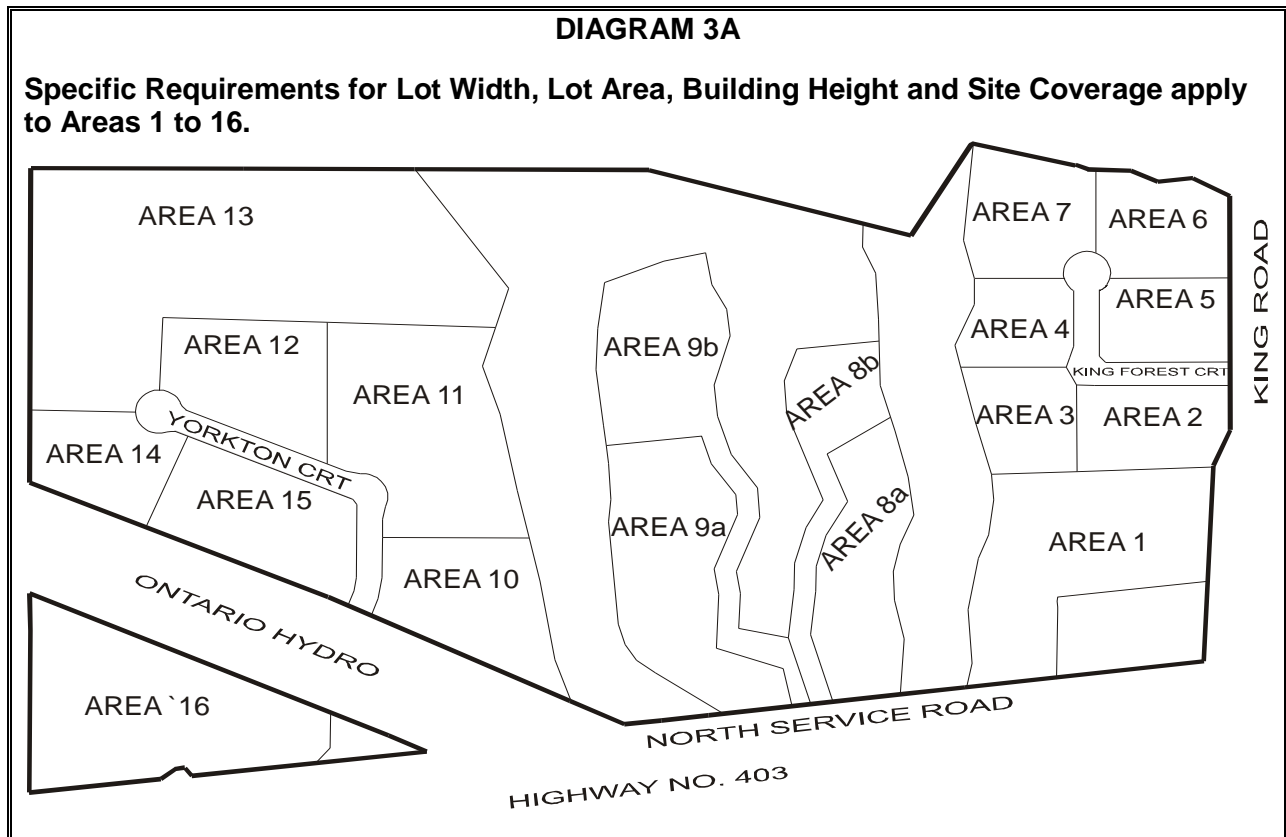 DIAGRAM 3A
Specific Requirements for Lot Width, Lot Area, Building Height and Site Coverage apply
to Areas 1 to 16.
AREA 13
AREA 7
AREA 6
KING ROAD
AREA 12
AREA 9b
AREA 8b
AREA 4
AREA 5
KING FOREST CRT
AREA 11
AREA 3
AREA 2
AREA 14
YORKTON CRT
AREA 15
AREA 9a
AREA 8a
AREA 1
AREA 10
ONTARIO HYDRO
AREA `16
NORTH SERVICE ROAD
HIGHWAY NO. 403